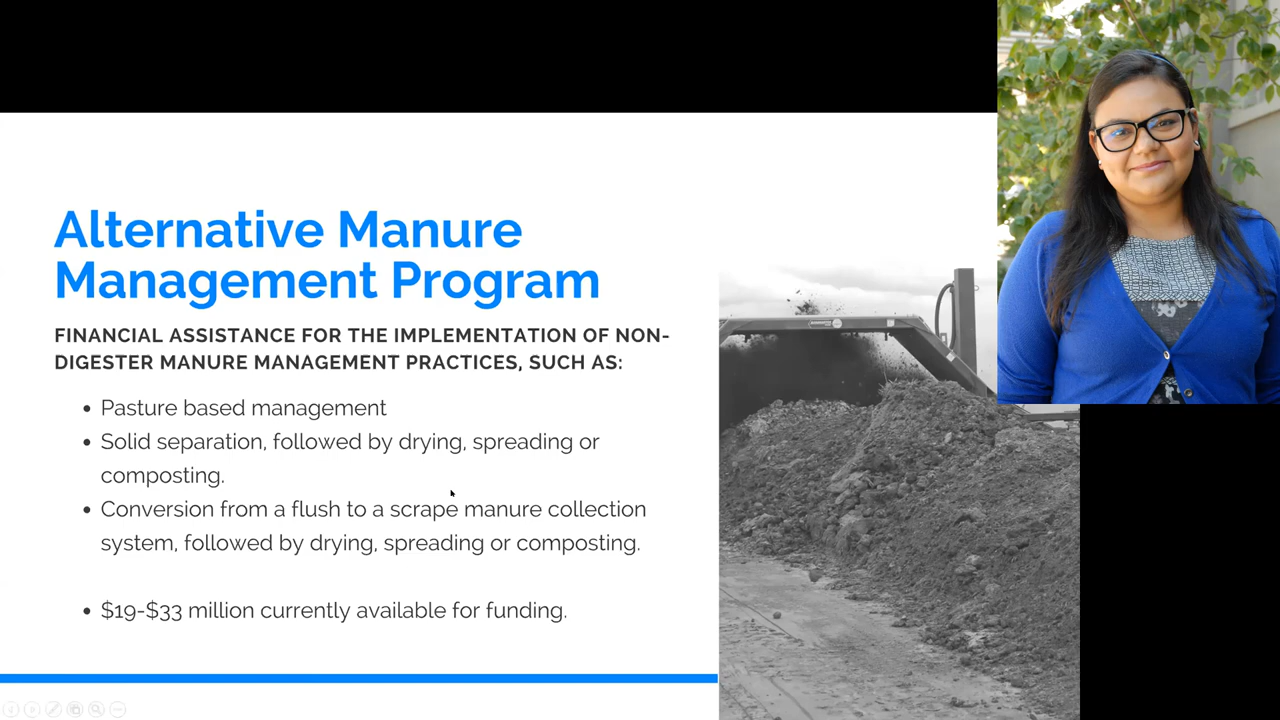 Alternative Manure
Management Program
FINANCIAL ASSISTANCE FOR THE IMPLEMENTATION OF NON-
DIGESTER MANURE MANAGEMENT PRACTICES, SUCH AS:
• Pasture based management
• Solid separation, followed by drying, spreading or
composting.
• Conversion from a flush to a scrape manure collection
system, followed by drying, spreading or composting.
• $19-$33 million currently available for funding.